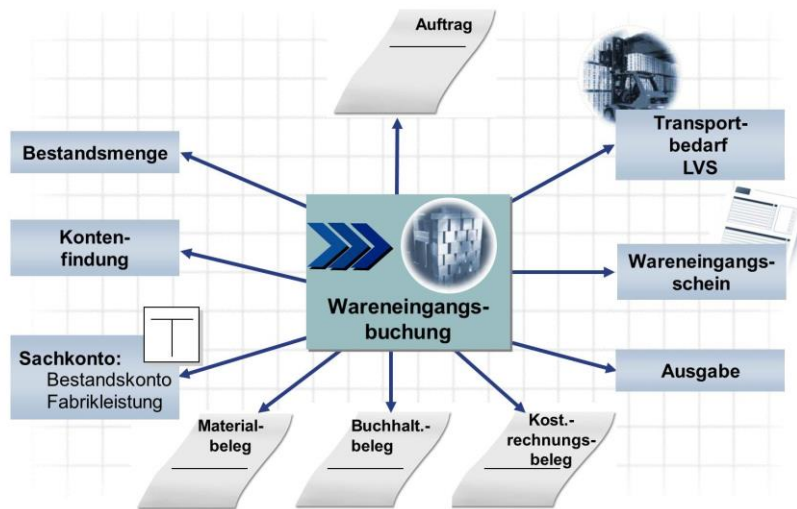 Auftrag
Transport-
bedarf
LVS
Bestandsmenge
Konten-
findung
Wareneingangs-
buchung
Wareneingangs-
schein
Sachkonto:
Bestandskonto
Fabrikleistung
Ausgabe
Material-
beleg
Buchhalt.-
beleg
Kost.-
rechnungs-
beleg